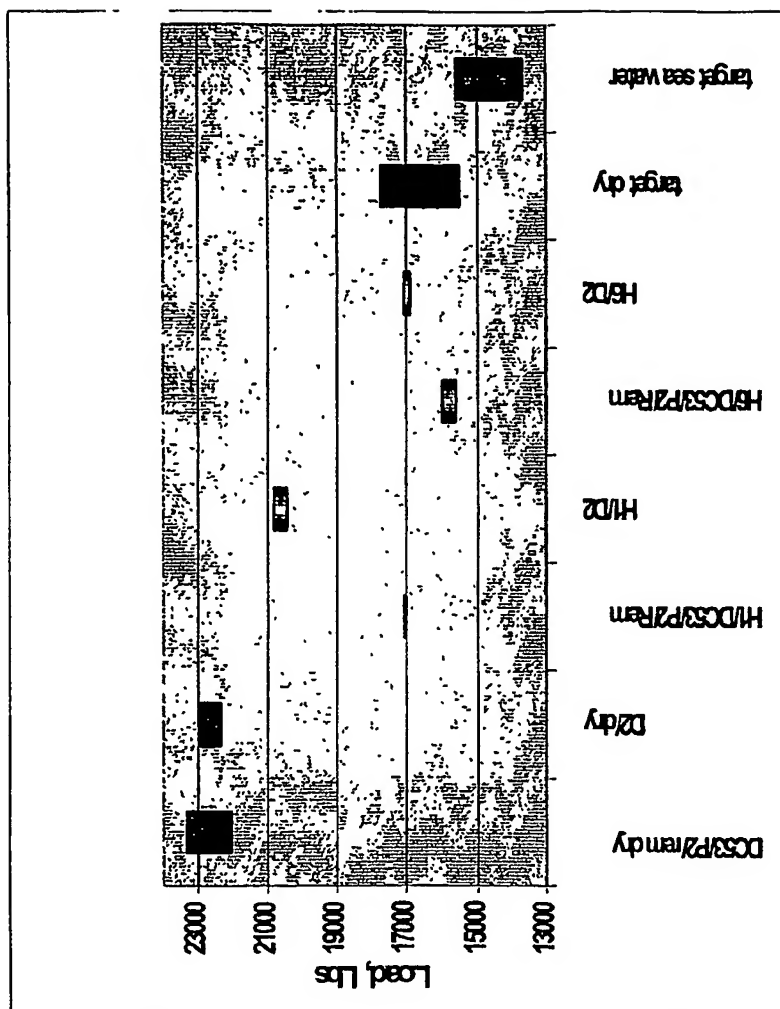 Load, Lbs
23000
21000
19000
17000
15000
13000
DC53/P2/rem dry
D2/dry
H1/DC53/P2/Rem
H1/D2
H6/DC53/P2/Rem
H6/D2
target dry
target sea water